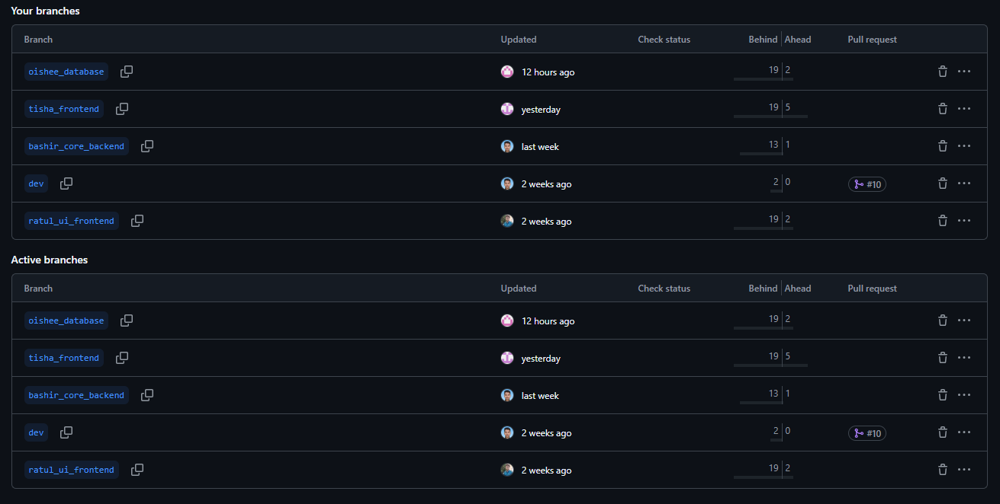 Your branches
Branch Updated Check status Behind Ahead Pull request
oishee_database 12 hours ago 19 2
tisha_frontend yesterday 19 5
bashir_core_backend last week 13 1
dev 2 weeks ago 2 0 #10
ratul_ui_frontend 2 weeks ago 19 2
Active branches
Branch Updated Check status Behind Ahead Pull request
oishee_database 12 hours ago 19 2
tisha_frontend yesterday 19 5
bashir_core_backend last week 13 1
dev 2 weeks ago 2 0 #10
ratul_ui_frontend 2 weeks ago 19 2